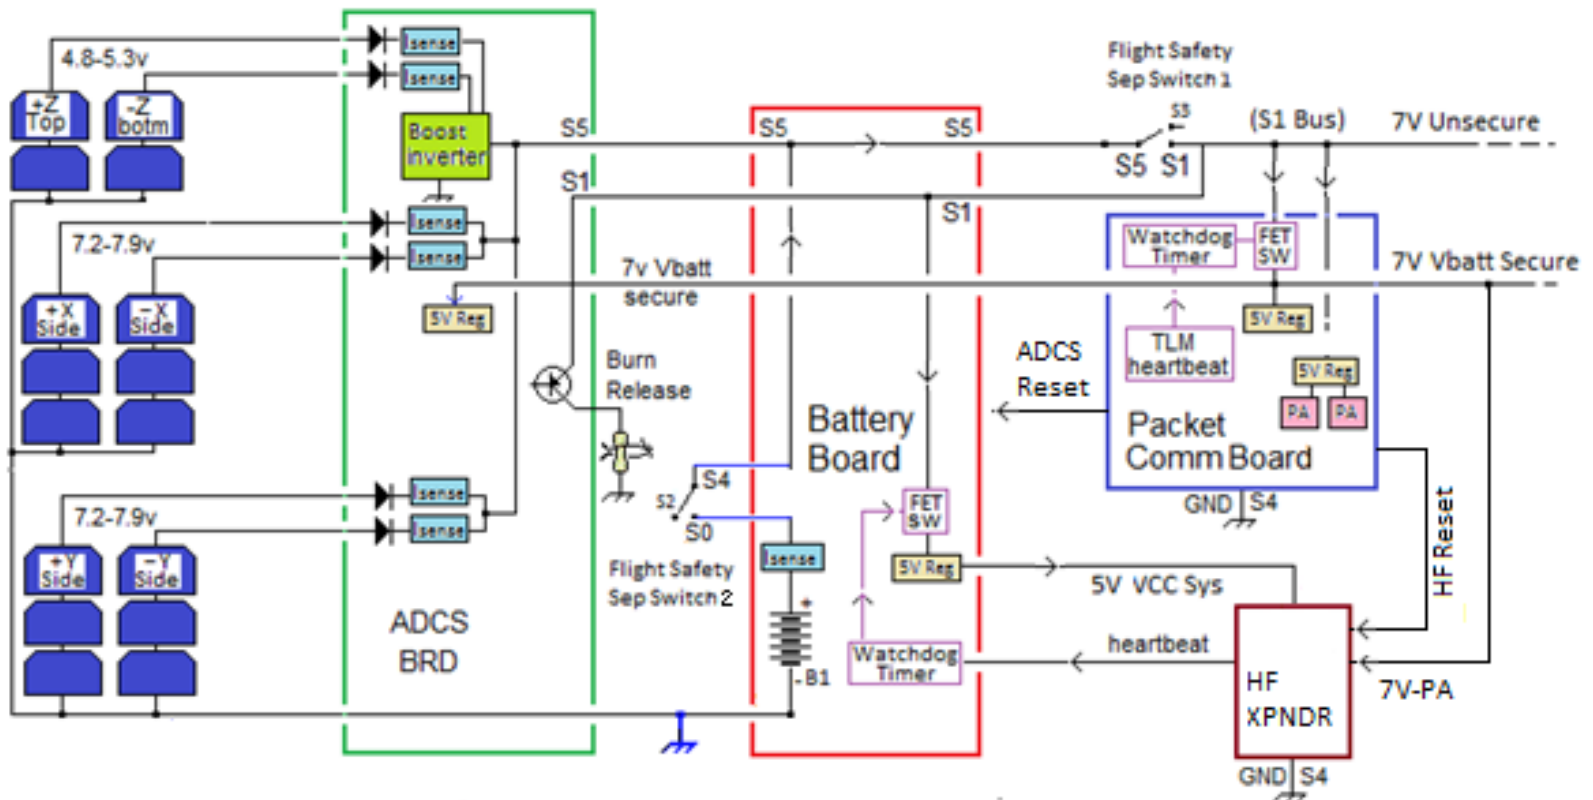 4.8-5.3v
+Z
Top
-Z
botm
Isense
Isense
Boost
inverter
S5
S1
S5
S5
S1
Flight Safety
Sep Switch 1
S3
S5 S1
(S1 Bus)
7V Unsecure
7.2-7.9v
+X
Side
-X
Side
Isense
Isense
5V Reg
7v Vbatt
secure
Burn
Release
Watchdog
Timer
FET
SW
7V Vbatt Secure
5V Reg
TLM
heartbeat
5V Reg
PA
PA
ADCS
Reset
Packet
Comm Board
GND S4
HF Reset
7.2-7.9v
+Y
Side
-Y
Side
Isense
Isense
ADCS
BRD
S4
S2
S0
Flight Safety
Sep Switch 2
Battery
Board
Isense
+
- B1
FET
SW
5V Reg
Watchdog
Timer
5V VCC Sys
heartbeat
7V-PA
HF
XPNDR
GND S4